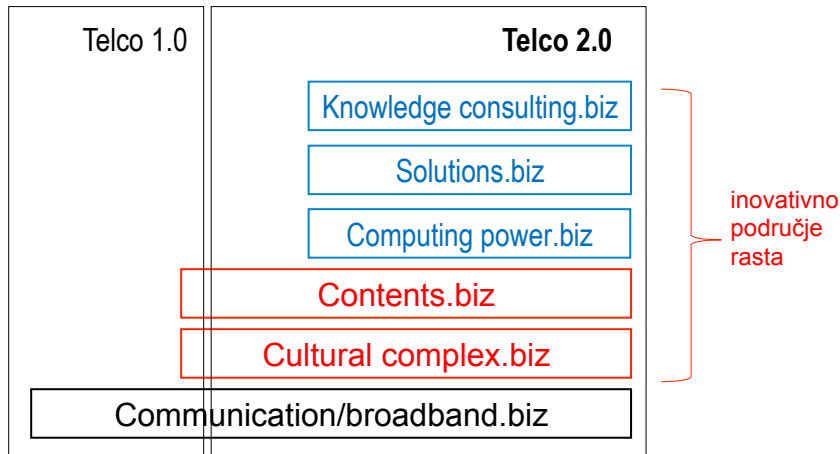 Telco 1.0
Telco 2.0
Knowledge consulting.biz
Solutions.biz
Computing power.biz
Contents.biz
Cultural complex.biz
Communication/broadband.biz
inovativno
područje
rasta